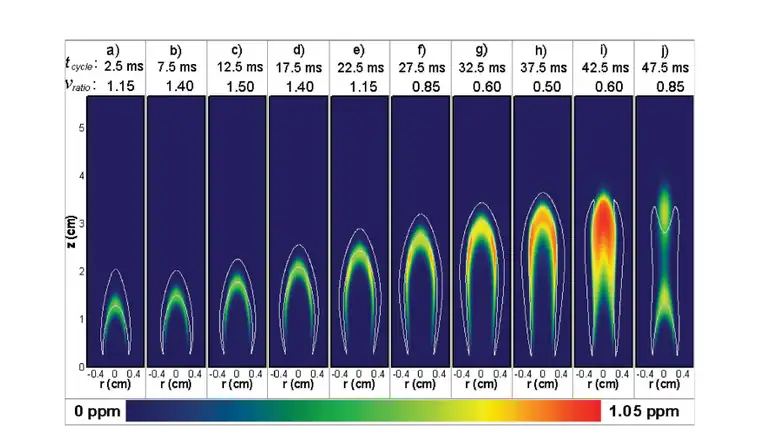 a) b) c) d) e) f) g) h) i) j)
tcycle: 2.5 ms 7.5 ms 12.5 ms 17.5 ms 22.5 ms 27.5 ms 32.5 ms 37.5 ms 42.5 ms 47.5 ms
vratio: 1.15 1.40 1.50 1.40 1.15 0.85 0.60 0.50 0.60 0.85
5
4
3
z (cm)
2
1
0
-0.4 0 0.4 -0.4 0 0.4 -0.4 0 0.4 -0.4 0 0.4 -0.4 0 0.4 -0.4 0 0.4 -0.4 0 0.4 -0.4 0 0.4 -0.4 0 0.4 -0.4 0 0.4
r (cm) r (cm) r (cm) r (cm) r (cm) r (cm) r (cm) r (cm) r (cm) r (cm)
0 ppm 1.05 ppm